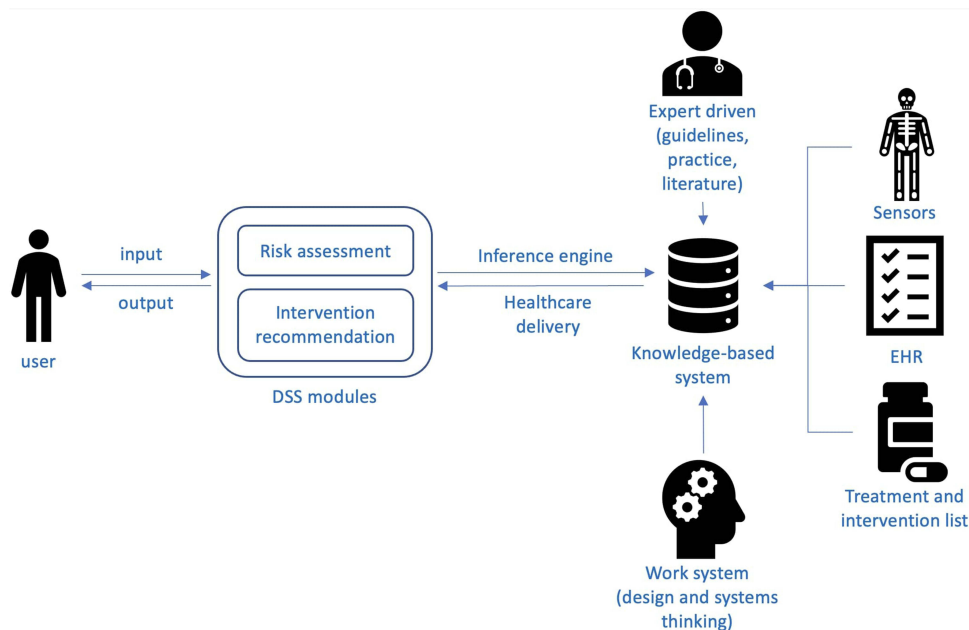 Expert driven
(guidelines,
practice,
literature)
Sensors
input
output
user
Risk assessment
Intervention
recommendation
DSS modules
Inference engine
Healthcare
delivery
Knowledge-based
system
EHR
Treatment and
intervention list
Work system
(design and systems
thinking)